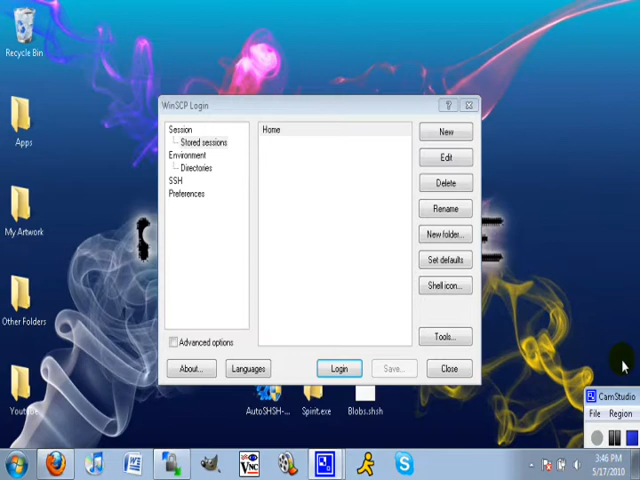 Recycle Bin
Apps
My Artwork
Other Folders
WinSCP Login
?
Session
Stored sessions
Environment
Directories
SSH
Preferences
Home
New
Edit
Delete
Rename
New folder...
Set defaults
Shell icon...
Tools...
Advanced options
About...
Languages
Login
Save...
Close
AutoSHSH-...
Spirit.exe
Blobs.shsh
CamStudio
File
Region
W
VNC
S
3:46 PM
5/17/2010